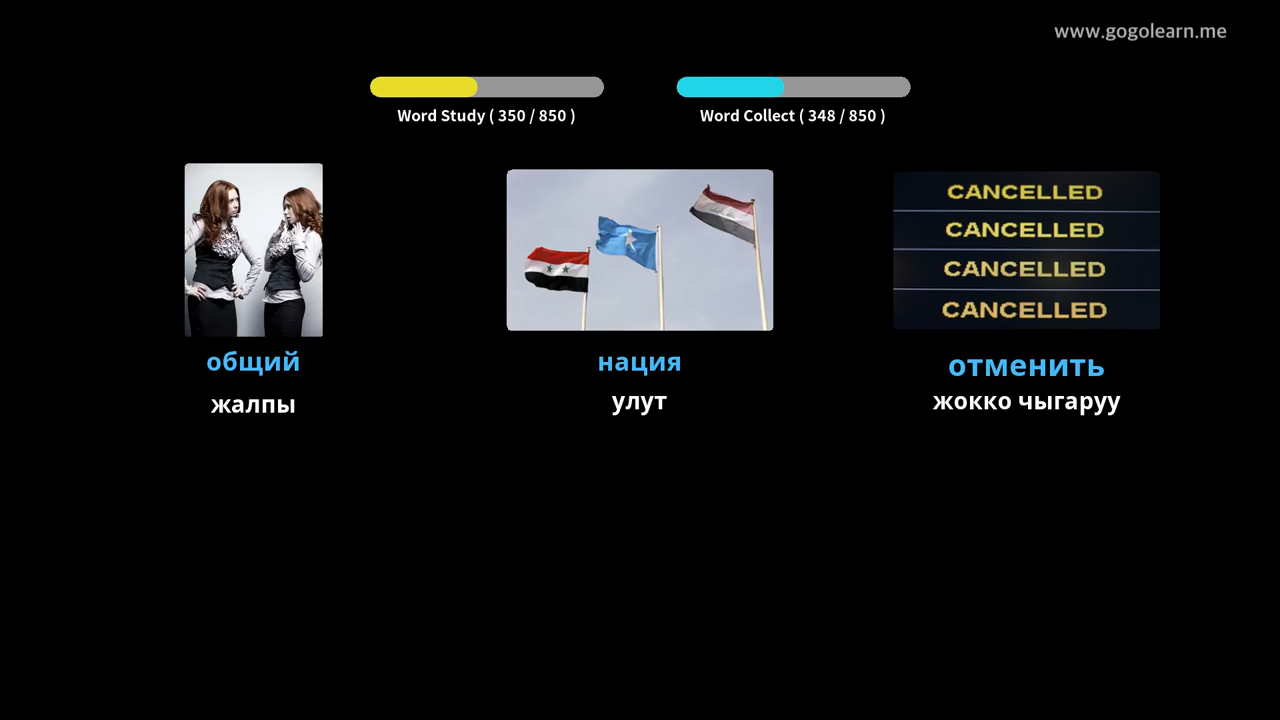 www.gogolearn.me
Word Study ( 350 / 850 )
Word Collect ( 348 / 850 )
CANCELLED
CANCELLED
CANCELLED
CANCELLED
общий
нация
отменить
жалпы
улут
жокко чыгаруу